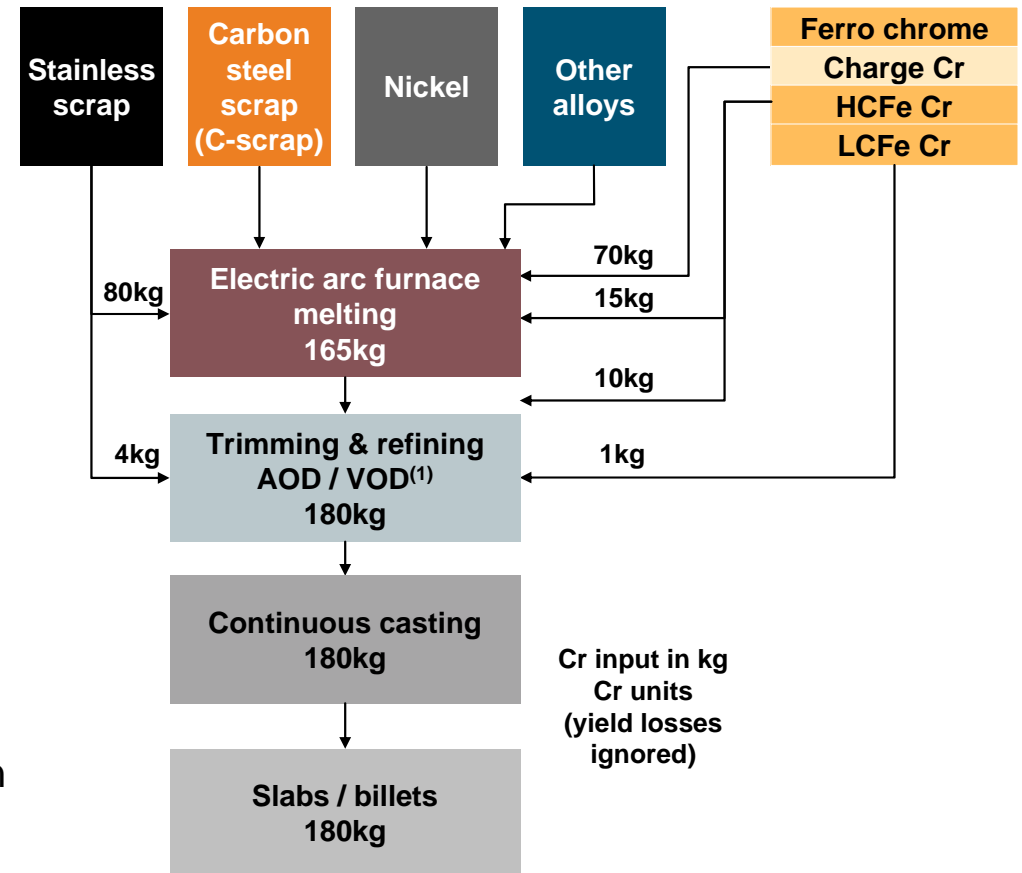 Stainless
scrap
Carbon
steel
scrap
(C-scrap)
Nickel
Other
alloys
Ferro chrome
Charge Cr
HCFe Cr
LCFe Cr
70kg
80kg
15kg
Electric arc furnace
melting
165kg
10kg
4kg
1kg
Trimming & refining
AOD / VOD(1)
180kg
Continuous casting
180kg
Cr input in kg
Cr units
(yield losses
ignored)
Slabs / billets
180kg